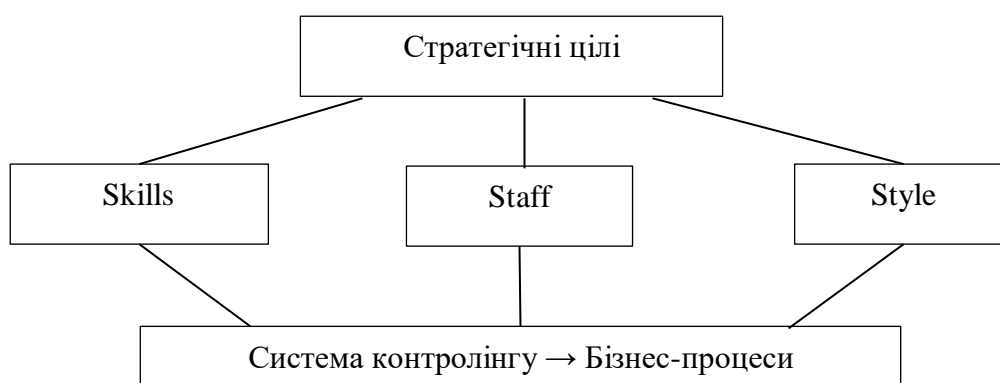 Стратегічні цілі
Skills
Staff
Style
Система контролінгу → Бізнес-процеси